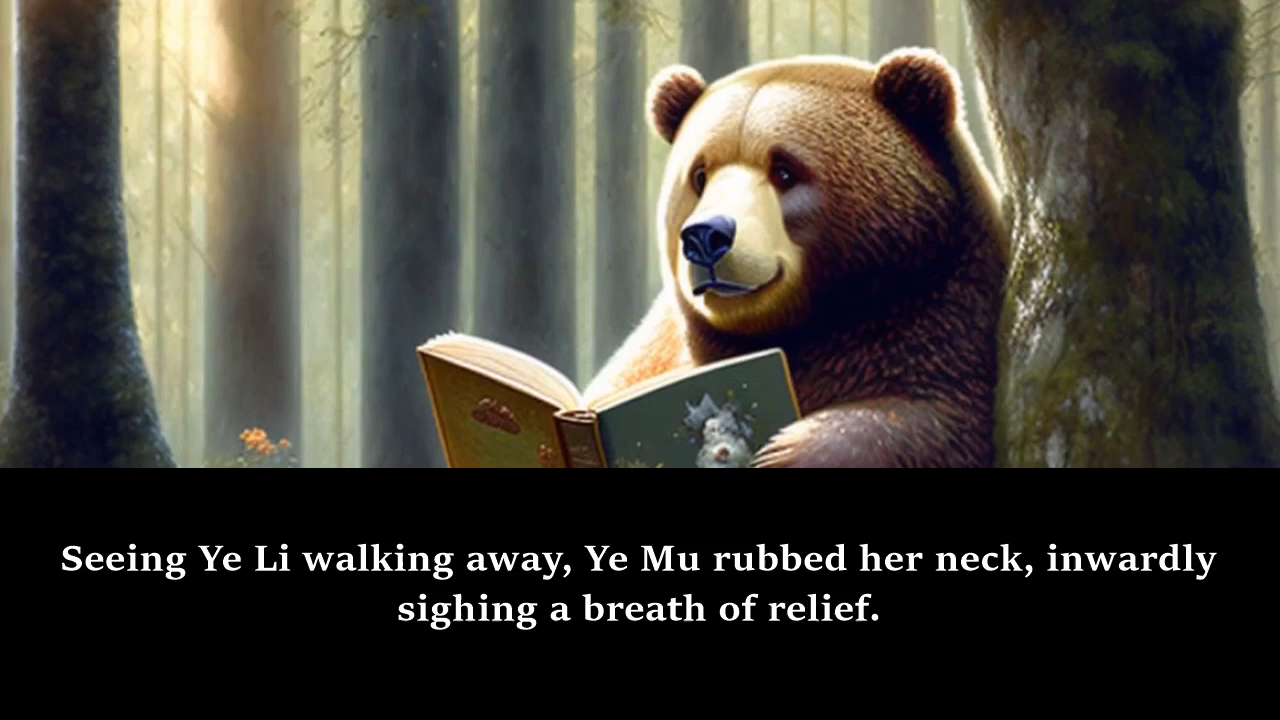 Seeing Ye Li walking away, Ye Mu rubbed her neck, inwardly
sighing a breath of relief.